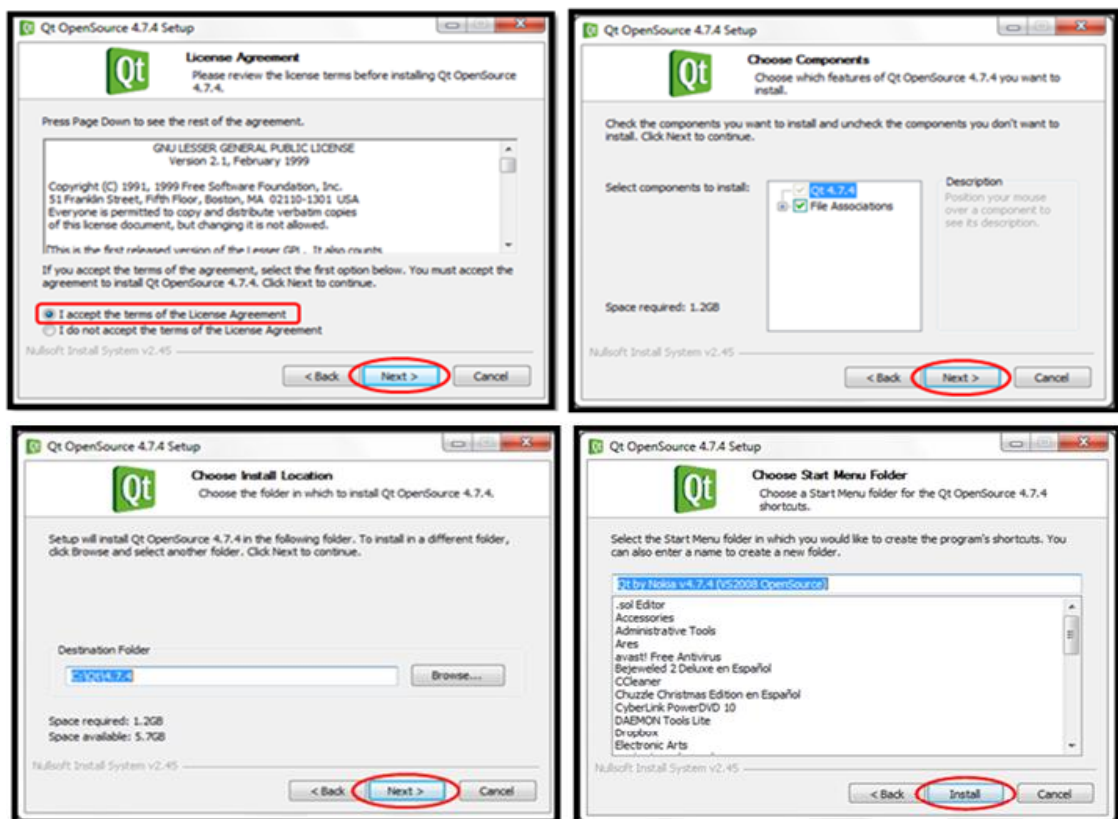 Qt OpenSource 4.7.4 Setup
Qt
License Agreement
Please review the license terms before installing Qt OpenSource
4.7.4.
Press Page Down to see the rest of the agreement.
GNU LESSER GENERAL PUBLIC LICENSE
Version 2.1, February 1999
Copyright (C) 1991, 1999 Free Software Foundation, Inc.
51 Franklin Street, Fifth Floor, Boston, MA 02110-1301 USA
Everyone is permitted to copy and distribute verbatim copies
of this license document, but changing it is not allowed.
[This is the first released version of the Lesser GPL. It also counts
If you accept the terms of the agreement, select the first option below. You must accept the
agreement to install Qt OpenSource 4.7.4. Click Next to continue.
I accept the terms of the License Agreement
I do not accept the terms of the License Agreement
Nullsoft Install System v2.45
< Back
Next >
Cancel
Qt OpenSource 4.7.4 Setup
Qt
Choose Components
Choose which features of Qt OpenSource 4.7.4 you want to
install.
Check the components you want to install and uncheck the components you don't want to
install. Click Next to continue.
Select components to install:
Qt 4.7.4
File Associations
Description
Position your mouse
over a component to
see its description.
Space required: 1.2GB
Nullsoft Install System v2.45
< Back
Next >
Cancel
Qt OpenSource 4.7.4 Setup
Qt
Choose Install Location
Choose the folder in which to install Qt OpenSource 4.7.4.
Setup will install Qt OpenSource 4.7.4 in the following folder. To install in a different folder,
click Browse and select another folder. Click Next to continue.
Destination Folder
C:\Qt\4.7.4
Browse...
Space required: 1.2GB
Space available: 5.7GB
Nullsoft Install System v2.45
< Back
Next >
Cancel
Qt OpenSource 4.7.4 Setup
Qt
Choose Start Menu Folder
Choose a Start Menu folder for the Qt OpenSource 4.7.4
shortcuts.
Select the Start Menu folder in which you would like to create the program's shortcuts. You
can also enter a name to create a new folder.
Qt by Nokia v4.7.4 (VS2008 OpenSource)
.sol Editor
Accessories
Administrative Tools
Ares
avast! Free Antivirus
Bejeweled 2 Deluxe en Español
CCleaner
Chuzzle Christmas Edition en Español
CyberLink PowerDVD 10
DAEMON Tools Lite
Dropbox
Electronic Arts
Nullsoft Install System v2.45
< Back
Install
Cancel